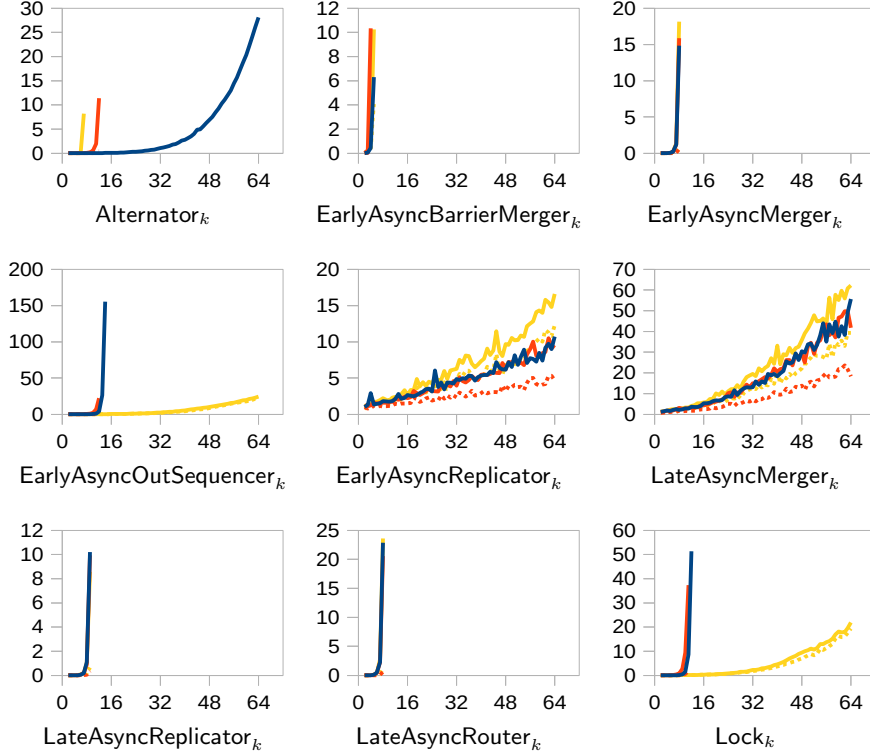 30 12 20
25 10
20 8 15
15 6 10
10 4
5 2 5
0 0 0
0 16 32 48 64 0 16 32 48 64 0 16 32 48 64
Alternatorₖ EarlyAsyncBarrierMergerₖ EarlyAsyncMergerₖ
200 20 70
60
150 15 50
100 10 40
30
50 5 20
10
0 0 0
0 16 32 48 64 0 16 32 48 64 0 16 32 48 64
EarlyAsyncOutSequencerₖ EarlyAsyncReplicatorₖ LateAsyncMergerₖ
12 25 60
10 20 50
8 15 40
6 30
4 10 20
2 5 10
0 0 0
0 16 32 48 64 0 16 32 48 64 0 16 32 48 64
LateAsyncReplicatorₖ LateAsyncRouterₖ Lockₖ